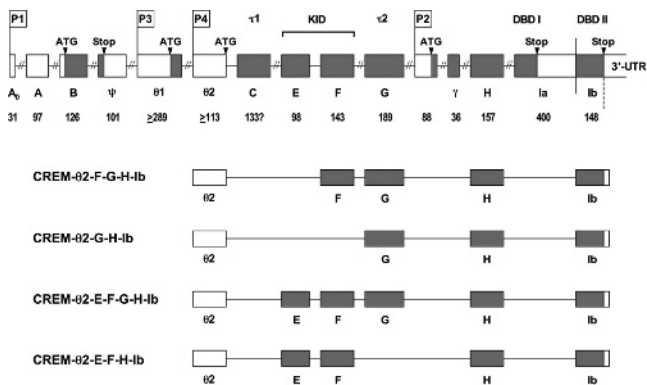 P1 P3 P4 τ1 KID τ2 P2 DBD I DBD II
ATG Stop ATG ATG ATG Stop Stop
3'-UTR
A0 A B ψ θ1 θ2 C E F G γ H Ia Ib
31 97 126 101 ≥289 ≥113 133? 98 143 189 88 36 157 400 148
CREM-θ2-F-G-H-Ib
θ2 F G H Ib
CREM-θ2-G-H-Ib
θ2 G H Ib
CREM-θ2-E-F-G-H-Ib
θ2 E F G H Ib
CREM-θ2-E-F-H-Ib
θ2 E F H Ib